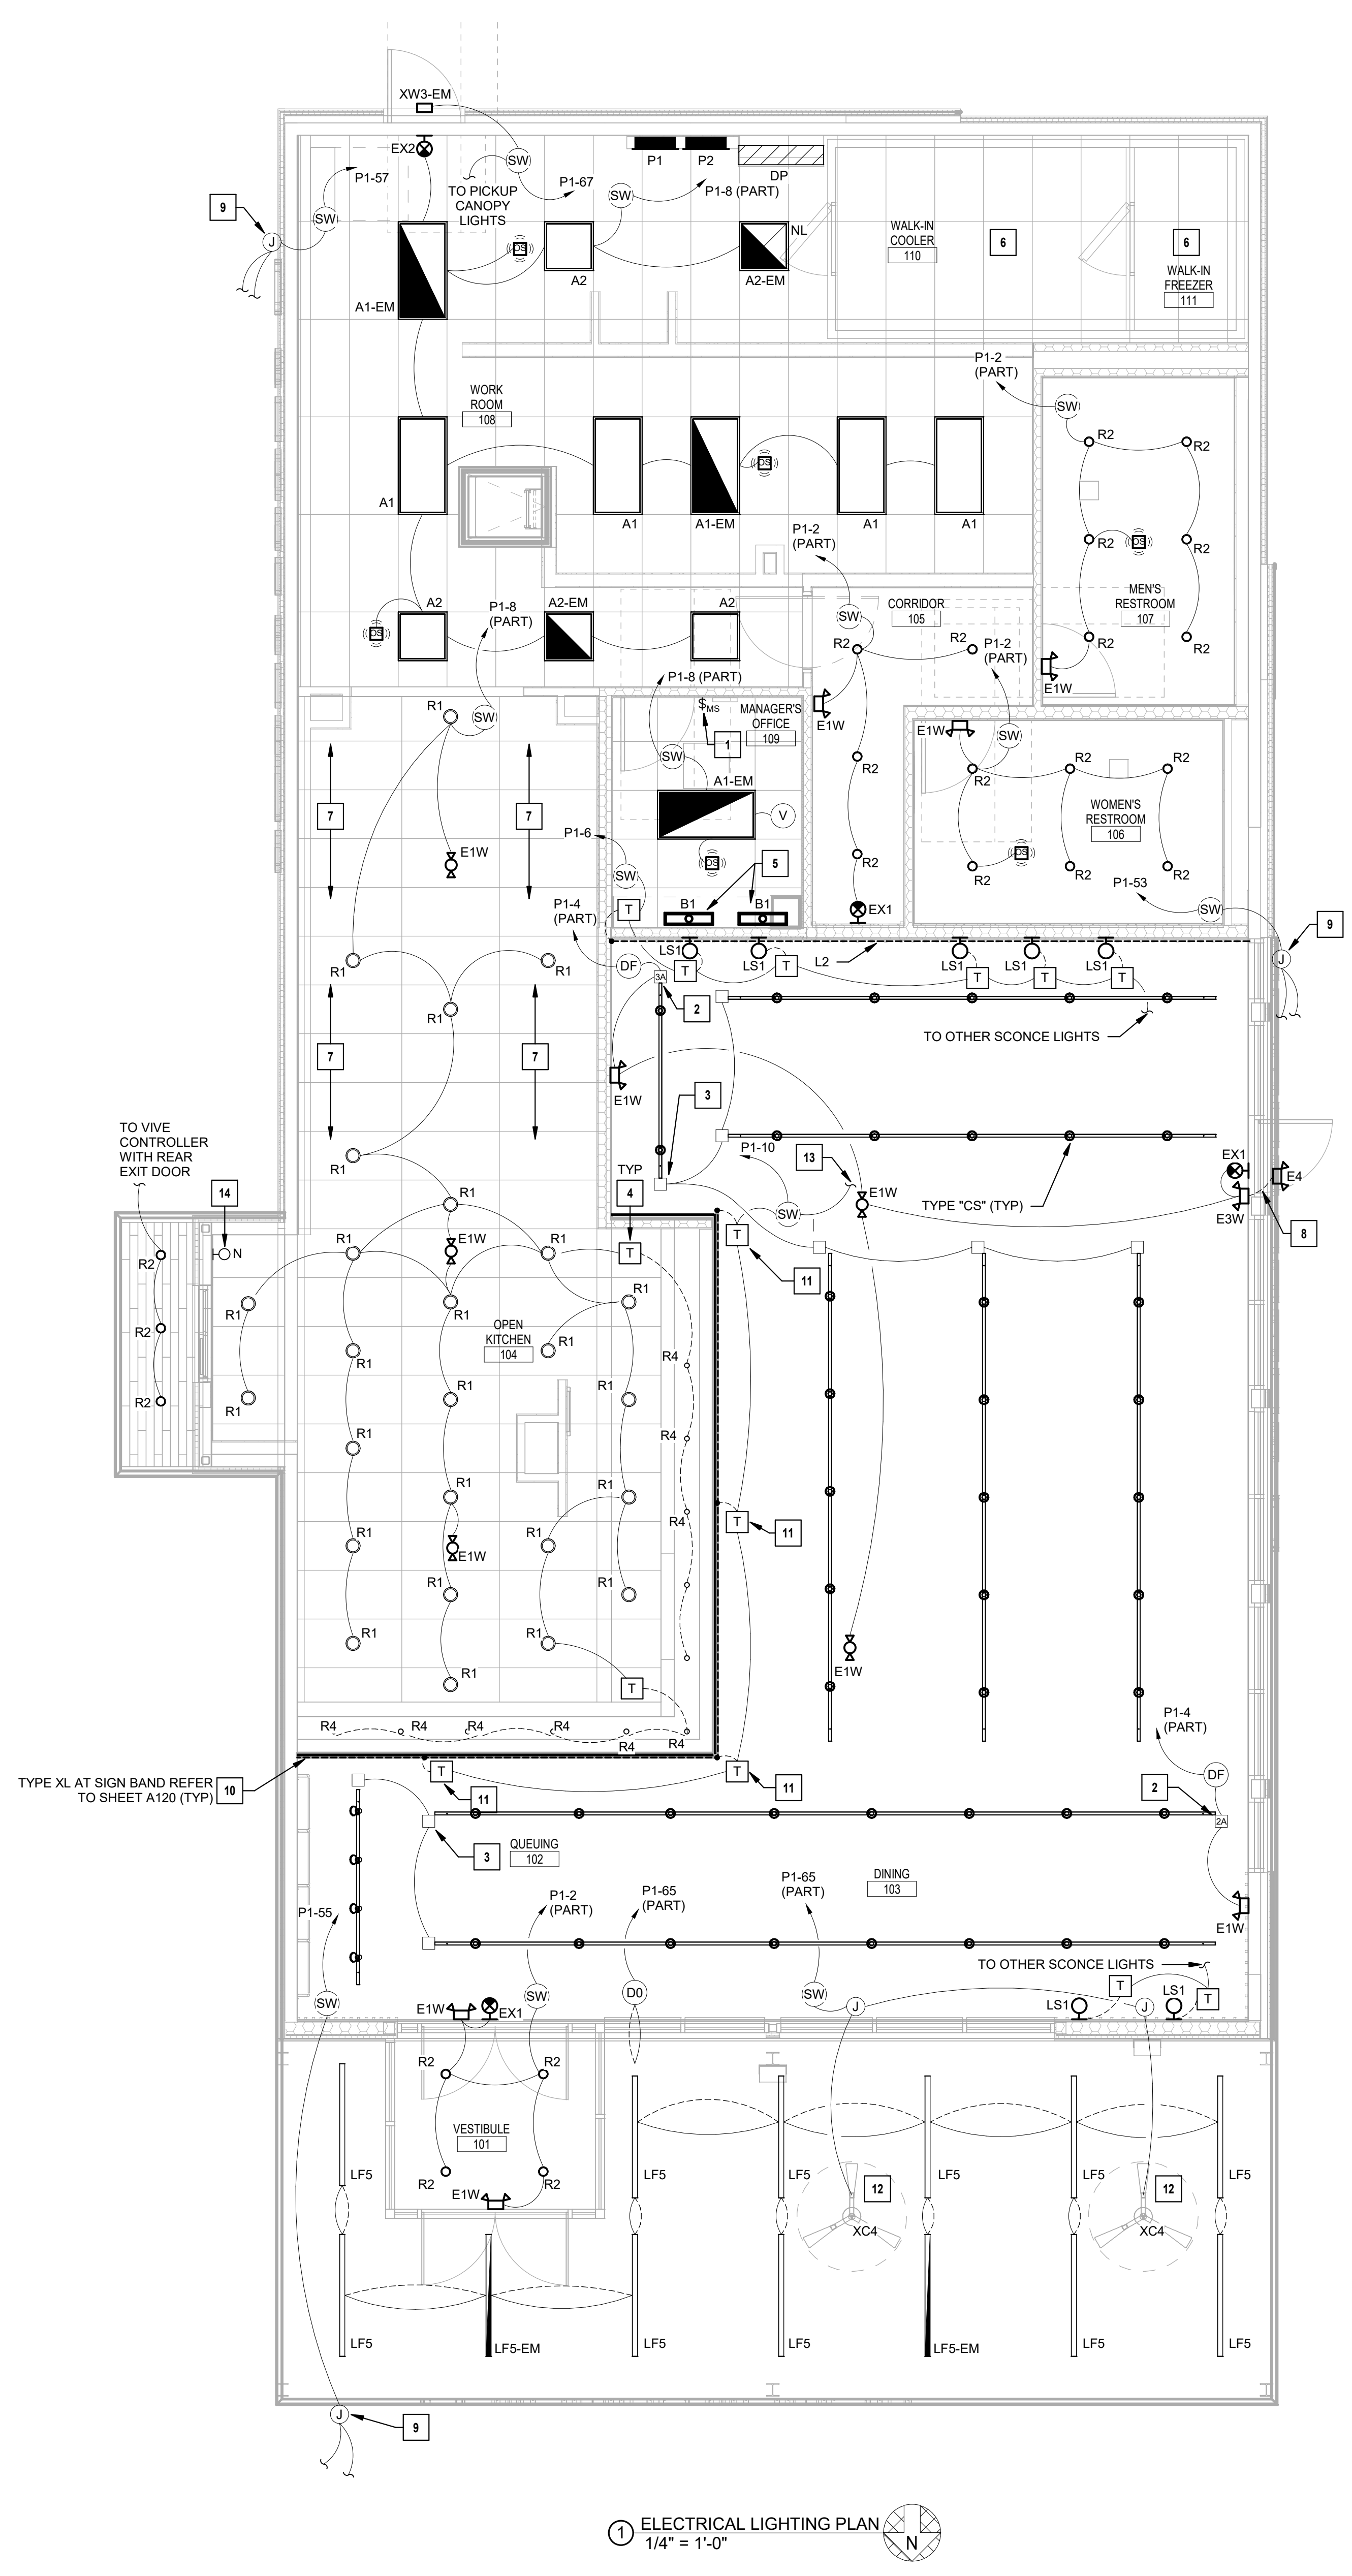 XW3-EM
EX2
SW
P1
P2
DP
P1-57
TO PICKUP
CANOPY
LIGHTS
P1-67
SW
P1-8 (PART)
9
SW
J
NL
WALK-IN
COOLER
110
6
6
WALK-IN
FREEZER
111
OS
A2
A2-EM
A1-EM
P1-2
(PART)
WORK
ROOM
108
SW
R2
R2
OS
A1
A1
A1-EM
A1
A1
P1-2
(PART)
R2
OS
R2
MEN'S
RESTROOM
107
A2
P1-8
(PART)
A2-EM
A2
SW
CORRIDOR
105
OS
R2
R2
P1-2
(PART)
R2
R2
E1W
P1-8 (PART)
R1
SW
$MS
MANAGER'S
OFFICE
109
E1W
E1W
SW
1
SW
A1-EM
R2
R2
R2
R2
7
7
V
WOMEN'S
RESTROOM
106
P1-6
E1W
OS
5
R2
OS
R2
R2
R2
SW
P1-53
P1-4
(PART)
T
B1
B1
EX1
SW
9
LS1
LS1
L2
LS1
LS1
LS1
J
R1
R1
DF
3A
T
T
T
T
T
2
R1
TO OTHER SCONCE LIGHTS
7
7
E1W
3
TO VIVE
CONTROLLER
WITH REAR
EXIT DOOR
R1
TYP
P1-10
13
EX1
E4
14
4
R1
E1W
TYPE "CS" (TYP)
E3W
8
SW
N
E1W
T
T
R2
11
R1
R1
R1
OPEN
KITCHEN
104
R2
R1
R1
R4
R2
R1
R1
R1
R1
R4
R1
R1
R1
R4
T
11
R1
R1
E1W
R1
R1
R1
R1
E1W
R1
T
P1-4
(PART)
R4
R4
R4
R4
R4
R4
TYPE XL AT SIGN BAND REFER
TO SHEET A120 (TYP)
10
T
11
T
11
DF
2
2A
3
QUEUING
102
DINING
103
P1-55
P1-2
(PART)
P1-65
(PART)
P1-65
(PART)
E1W
TO OTHER SCONCE LIGHTS
SW
E1W
EX1
SW
D0
SW
J
LS1
T
J
LS1
T
R2
R2
VESTIBULE
101
LF5
R2
R2
E1W
LF5
LF5
12
LF5
LF5
12
LF5
XC4
XC4
LF5
LF5-EM
LF5
LF5
LF5-EM
LF5
LF5
J
9
1
ELECTRICAL LIGHTING PLAN
1/4" = 1'-0"
N